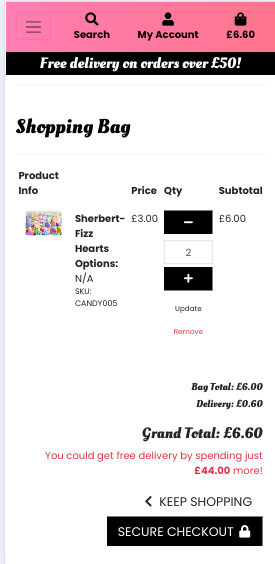 Search My Account £6.60
Free delivery on orders over £50!
Shopping Bag
Product Info Price Qty Subtotal
Sherbert-Fizz Hearts £3.00 − 2 + £6.00
Options:
N/A
SKU:
CANDY005
Update
Remove
Bag Total: £6.00
Delivery: £0.60
Grand Total: £6.60
You could get free delivery by spending just
£44.00 more!
KEEP SHOPPING
SECURE CHECKOUT